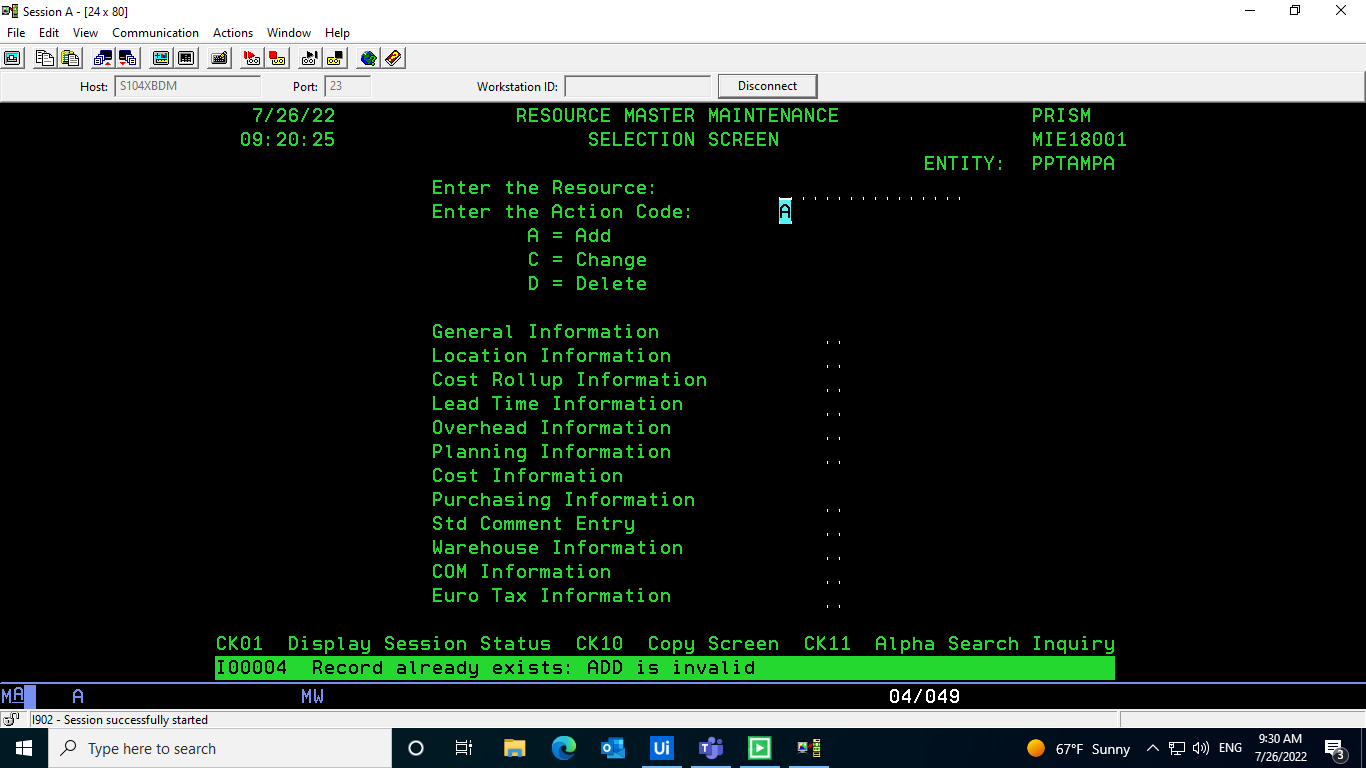 Session A - [24 x 80]
File Edit View Communication Actions Window Help
Host: S104XBDM Port: 23 Workstation ID: Disconnect
7/26/22 RESOURCE MASTER MAINTENANCE PRISM
09:20:25 SELECTION SCREEN MIE18001
ENTITY: PPTAMPA
Enter the Resource:
Enter the Action Code: A
A = Add
C = Change
D = Delete
General Information
Location Information
Cost Rollup Information
Lead Time Information
Overhead Information
Planning Information
Cost Information
Purchasing Information
Std Comment Entry
Warehouse Information
COM Information
Euro Tax Information
CK01 Display Session Status CK10 Copy Screen CK11 Alpha Search Inquiry
I00004 Record already exists: ADD is invalid
MA A MW 04/049
I902 - Session successfully started
Type here to search Ui 67°F Sunny ENG 9:30 AM
7/26/2022 3